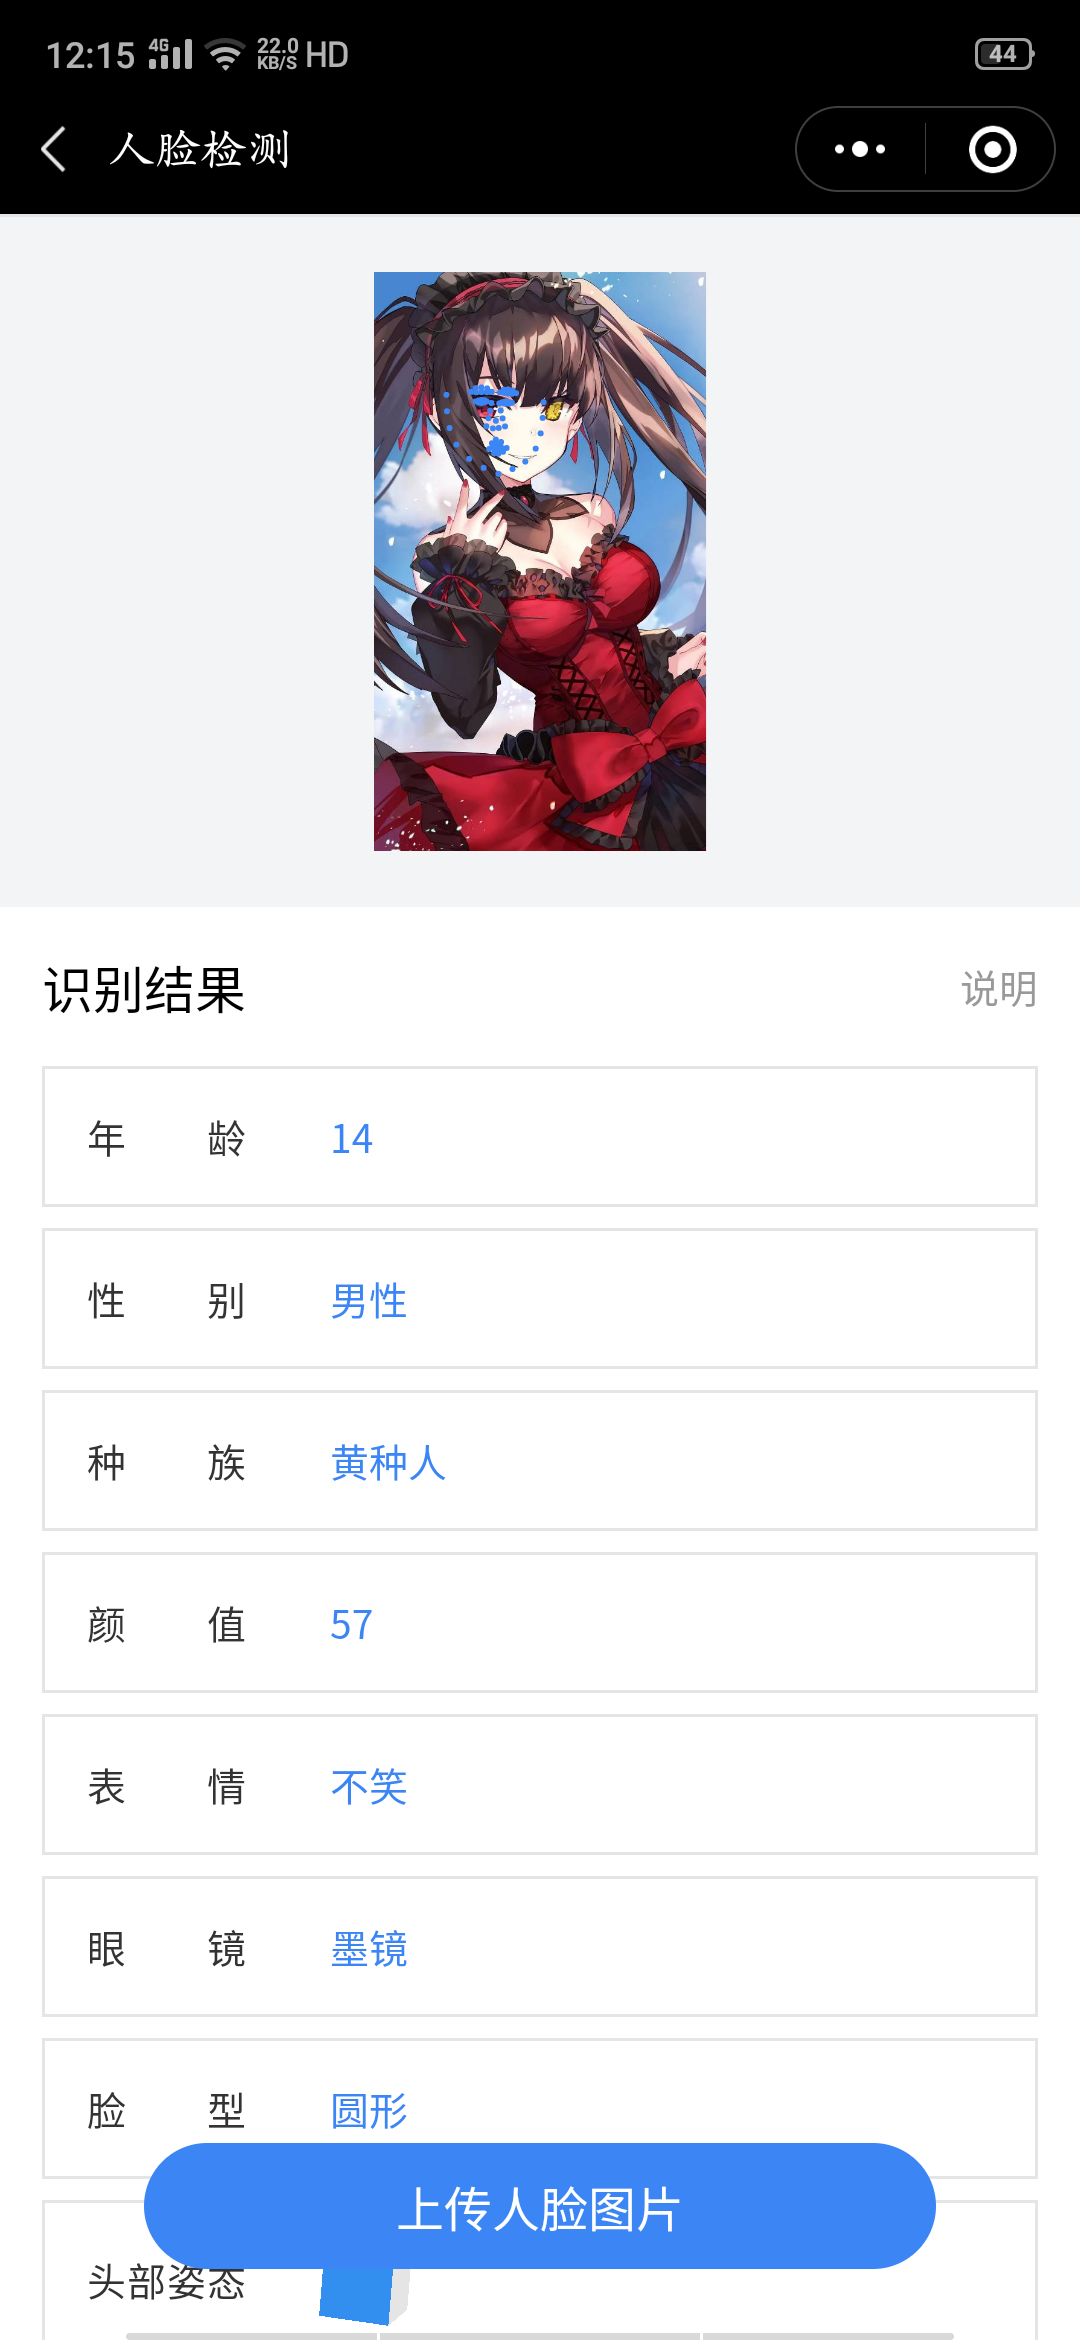 12:15 4G 22.0 KB/S HD 44
人脸检测
识别结果 说明
年龄 14
性别 男性
种族 黄种人
颜值 57
表情 不笑
眼镜 墨镜
脸型 圆形
上传人脸图片
头部姿态